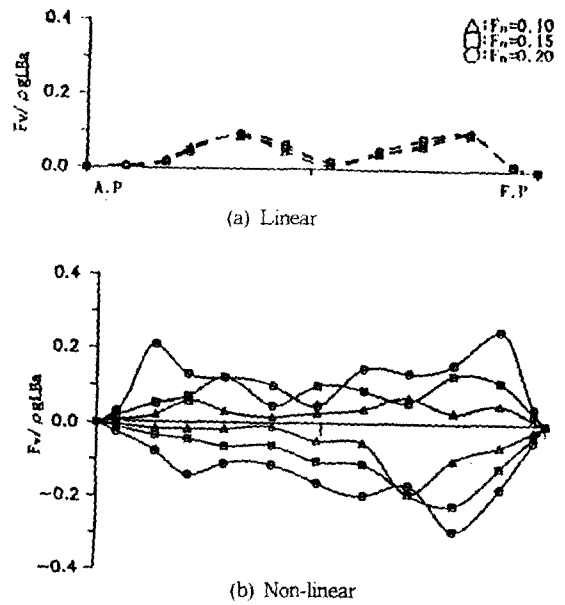 0.4
△:Fn=0.10
□:Fn=0.15
○:Fn=0.20
Fv/ρgLBa
0.2
0.0
A.P
F.P
(a) Linear
0.4
0.2
Fv/ρgLBa
0.0
−0.2
−0.4
(b) Non-linear